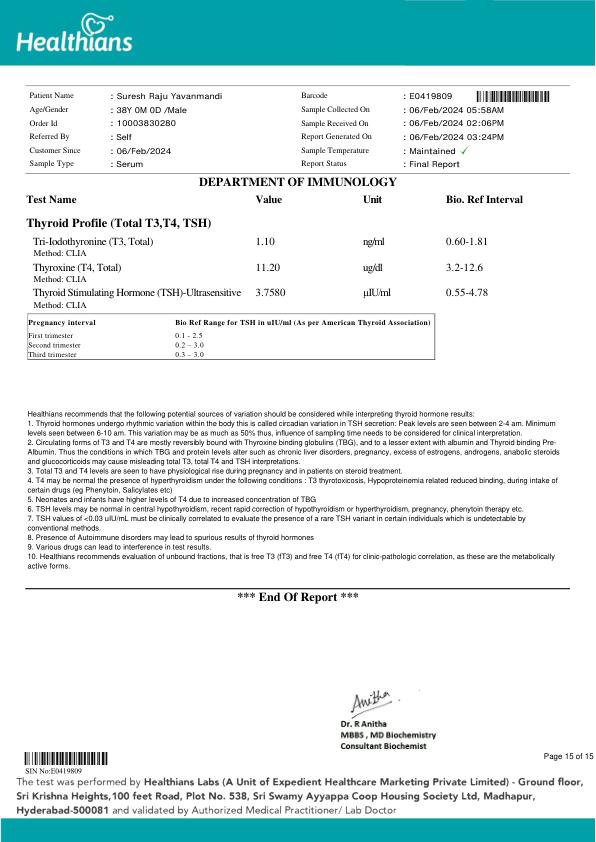 Healthians
Patient Name : Suresh Raju Yavanmandi Barcode : E0419809
Age/Gender : 38Y 0M 0D /Male Sample Collected On : 06/Feb/2024 05:58AM
Order Id : 10003830280 Sample Received On : 06/Feb/2024 02:06PM
Referred By : Self Report Generated On : 06/Feb/2024 03:24PM
Customer Since : 06/Feb/2024 Sample Temperature : Maintained ✓
Sample Type : Serum Report Status : Final Report
DEPARTMENT OF IMMUNOLOGY
Test Name Value Unit Bio. Ref Interval
Thyroid Profile (Total T3,T4, TSH)
Tri-Iodothyronine (T3, Total) 1.10 ng/ml 0.60-1.81
Method: CLIA
Thyroxine (T4, Total) 11.20 ug/dl 3.2-12.6
Method: CLIA
Thyroid Stimulating Hormone (TSH)-Ultrasensitive 3.7580 µIU/ml 0.55-4.78
Method: CLIA
Pregnancy interval Bio Ref Range for TSH in uIU/ml (As per American Thyroid Association)
First trimester 0.1 - 2.5
Second trimester 0.2 – 3.0
Third trimester 0.3 – 3.0
Healthians recommends that the following potential sources of variation should be considered while interpreting thyroid hormone results:
1. Thyroid hormones undergo rhythmic variation within the body this is called circadian variation in TSH secretion: Peak levels are seen between 2-4 am. Minimum
levels seen between 6-10 am. This variation may be as much as 50% thus, influence of sampling time needs to be considered for clinical interpretation.
2. Circulating forms of T3 and T4 are mostly reversibly bound with Thyroxine binding globulins (TBG), and to a lesser extent with albumin and Thyroid binding Pre-
Albumin. Thus the conditions in which TBG and protein levels alter such as chronic liver disorders, pregnancy, excess of estrogens, androgens, anabolic steroids
and glucocorticoids may cause misleading total T3, total T4 and TSH interpretations.
3. Total T3 and T4 levels are seen to have physiological rise during pregnancy and in patients on steroid treatment.
4. T4 may be normal the presence of hyperthyroidism under the following conditions : T3 thyrotoxicosis, Hypoproteinemia related reduced binding, during intake of
certain drugs (eg Phenytoin, Salicylates etc)
5. Neonates and infants have higher levels of T4 due to increased concentration of TBG
6. TSH levels may be normal in central hypothyroidism, recent rapid correction of hypothyroidism or hyperthyroidism, pregnancy, phenytoin therapy etc.
7. TSH values of <0.03 uIU/mL must be clinically correlated to evaluate the presence of a rare TSH variant in certain individuals which is undetectable by
conventional methods.
8. Presence of Autoimmune disorders may lead to spurious results of thyroid hormones
9. Various drugs can lead to interference in test results.
10. Healthians recommends evaluation of unbound fractions, that is free T3 (fT3) and free T4 (fT4) for clinic-pathologic correlation, as these are the metabolically
active forms.
*** End Of Report ***
Anitha
Dr. R Anitha
MBBS , MD Biochemistry
Consultant Biochemist
Page 15 of 15
SIN No:E0419809
The test was performed by Healthians Labs (A Unit of Expedient Healthcare Marketing Private Limited) - Ground floor,
Sri Krishna Heights,100 feet Road, Plot No. 538, Sri Swamy Ayyappa Coop Housing Society Ltd, Madhapur,
Hyderabad-500081 and validated by Authorized Medical Practitioner/ Lab Doctor